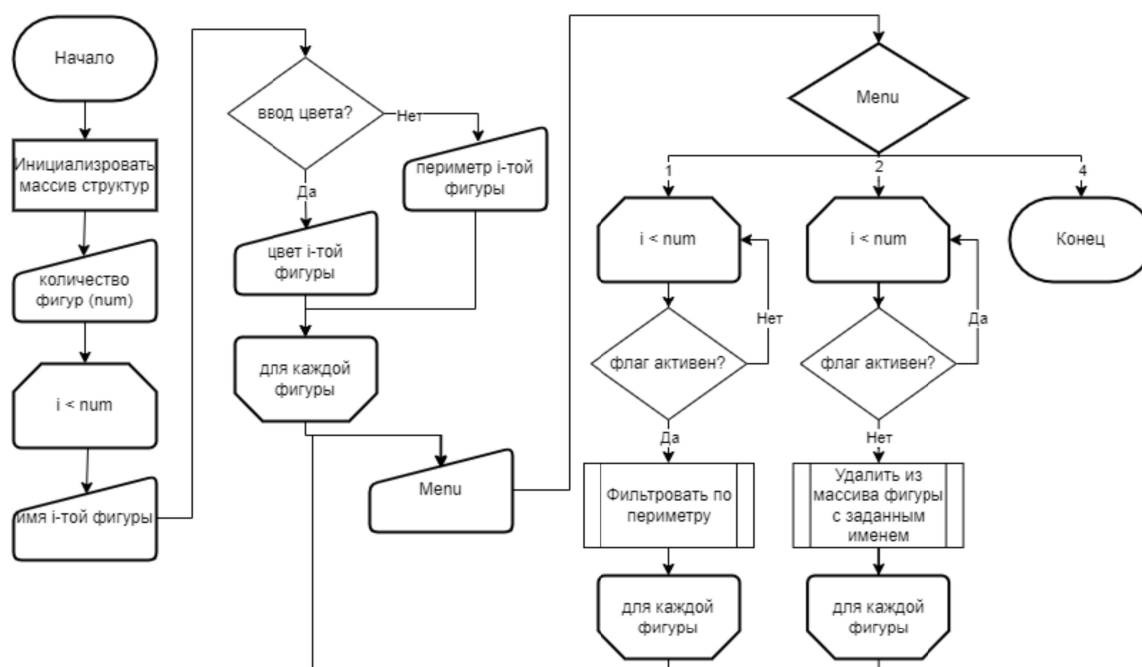 Начало
Инициализровать
массив структур
количество
фигур (num)
i < num
имя i-той фигуры
ввод цвета?
Нет
Да
периметр i-той
фигуры
цвет i-той
фигуры
для каждой
фигуры
Menu
Menu
1
2
4
i < num
Нет
флаг активен?
Да
Фильтровать по
периметру
для каждой
фигуры
i < num
Да
флаг активен?
Нет
Удалить из
массива фигуры
с заданным
именем
для каждой
фигуры
Конец